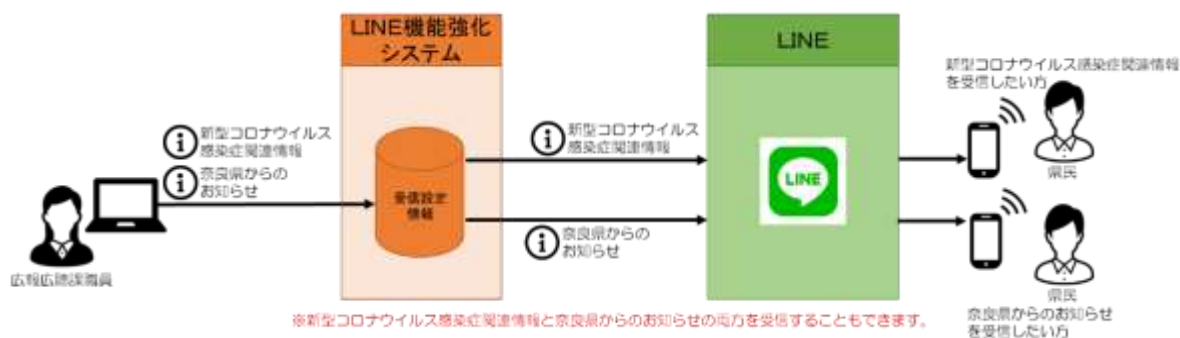 LINE機能強化
システム
LINE
新型コロナウイルス感染症関連情報
を受信したい方
新型コロナウイルス
感染症関連情報
奈良県からの
お知らせ
広報広聴課職員
受信設定
情報
新型コロナウイルス
感染症関連情報
奈良県からの
お知らせ
LINE
県民
県民
奈良県からのお知らせ
を受信したい方
※新型コロナウイルス感染症関連情報と奈良県からのお知らせの両方を受信することもできます。